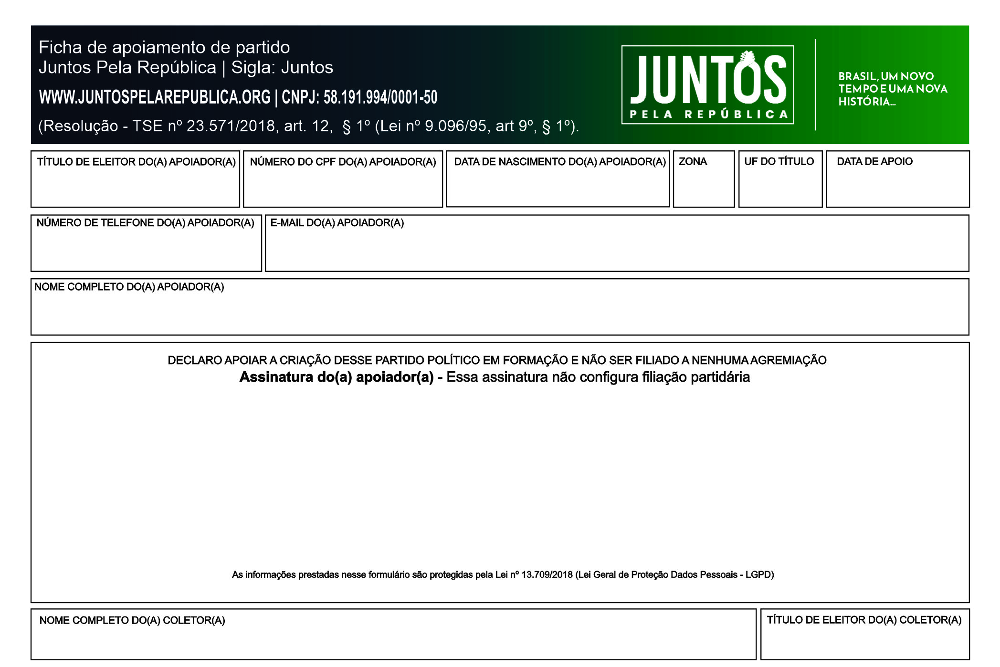 Ficha de apoiamento de partido
Juntos Pela República | Sigla: Juntos
WWW.JUNTOSPELAREPUBLICA.ORG | CNPJ: 58.191.994/0001-50
(Resolução - TSE nº 23.571/2018, art. 12, § 1º (Lei nº 9.096/95, art 9º, § 1º).
JUNTOS
PELA REPÚBLICA
BRASIL, UM NOVO
TEMPO E UMA NOVA
HISTÓRIA...
TÍTULO DE ELEITOR DO(A) APOIADOR(A)
NÚMERO DO CPF DO(A) APOIADOR(A)
DATA DE NASCIMENTO DO(A) APOIADOR(A)
ZONA
UF DO TÍTULO
DATA DE APOIO
NÚMERO DE TELEFONE DO(A) APOIADOR(A)
E-MAIL DO(A) APOIADOR(A)
NOME COMPLETO DO(A) APOIADOR(A)
DECLARO APOIAR A CRIAÇÃO DESSE PARTIDO POLÍTICO EM FORMAÇÃO E NÃO SER FILIADO A NENHUMA AGREMIAÇÃO
Assinatura do(a) apoiador(a) - Essa assinatura não configura filiação partidária
As informações prestadas nesse formulário são protegidas pela Lei nº 13.709/2018 (Lei Geral de Proteção Dados Pessoais - LGPD)
NOME COMPLETO DO(A) COLETOR(A)
TÍTULO DE ELEITOR DO(A) COLETOR(A)